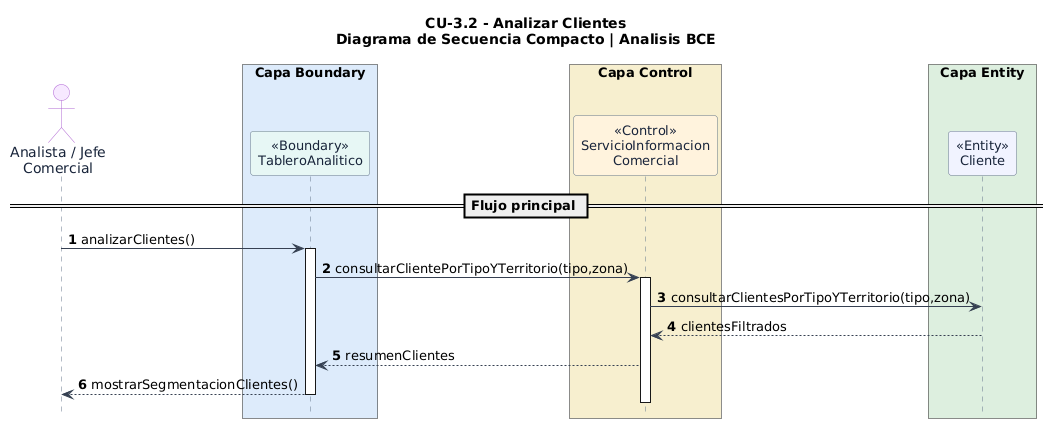 CU-3.2 - Analizar Clientes
Diagrama de Secuencia Compacto | Analisis BCE
Capa Boundary
Capa Control
Capa Entity
Analista / Jefe
Comercial
«Boundary»
TableroAnalitico
«Control»
ServicioInformacion
Comercial
«Entity»
Cliente
Flujo principal
1 analizarClientes()
2 consultarClientePorTipoYTerritorio(tipo,zona)
3 consultarClientesPorTipoYTerritorio(tipo,zona)
4 clientesFiltrados
5 resumenClientes
6 mostrarSegmentacionClientes()